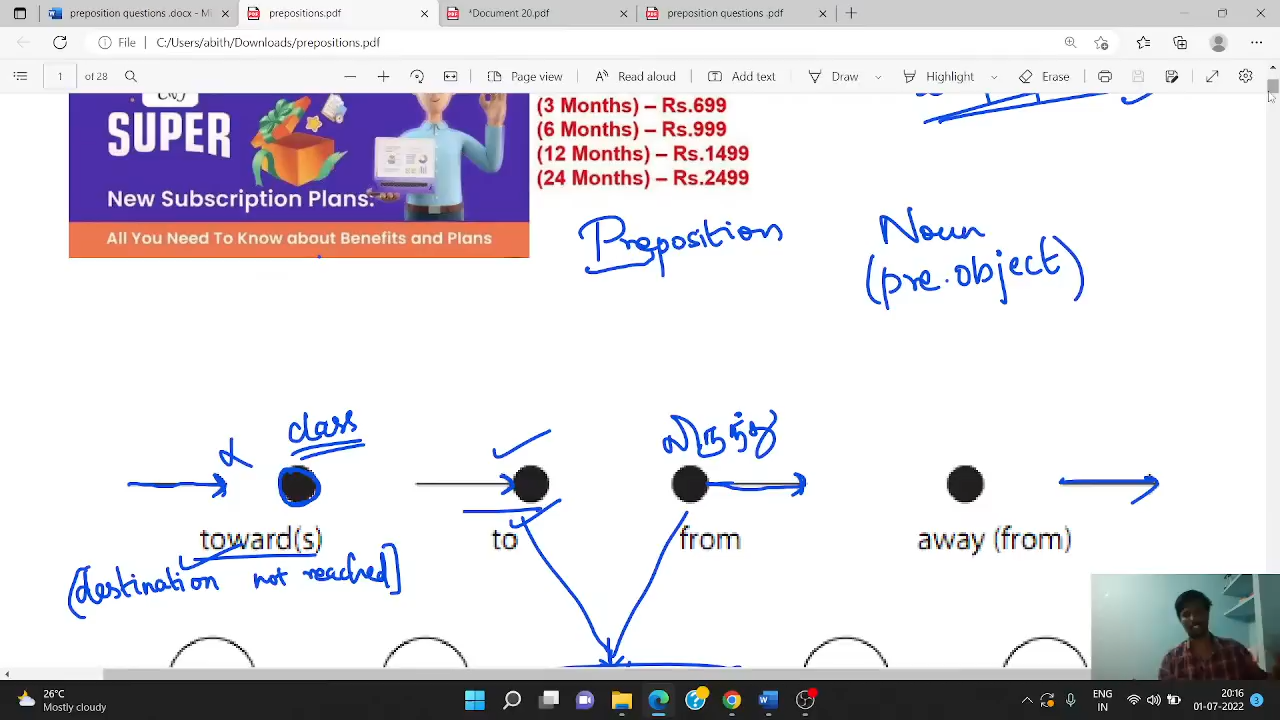 preposition questions .docx - Mi
prepositions.pdf
*Document 20.pdf
preposition questions .pdf
File
C:/Users/abith/Downloads/prepositions.pdf
1 of 28
Page view
Read aloud
Add text
Draw
Highlight
Erase
SUPER
New Subscription Plans:
All You Need To Know about Benefits and Plans
(3 Months) – Rs.699
(6 Months) – Rs.999
(12 Months) – Rs.1499
(24 Months) – Rs.2499
Preposition
Noun
(pre.object)
class
toward(s)
to
from
away (from)
(destination not reached]
26°C
Mostly cloudy
ENG
IN
20:16
01-07-2022
3